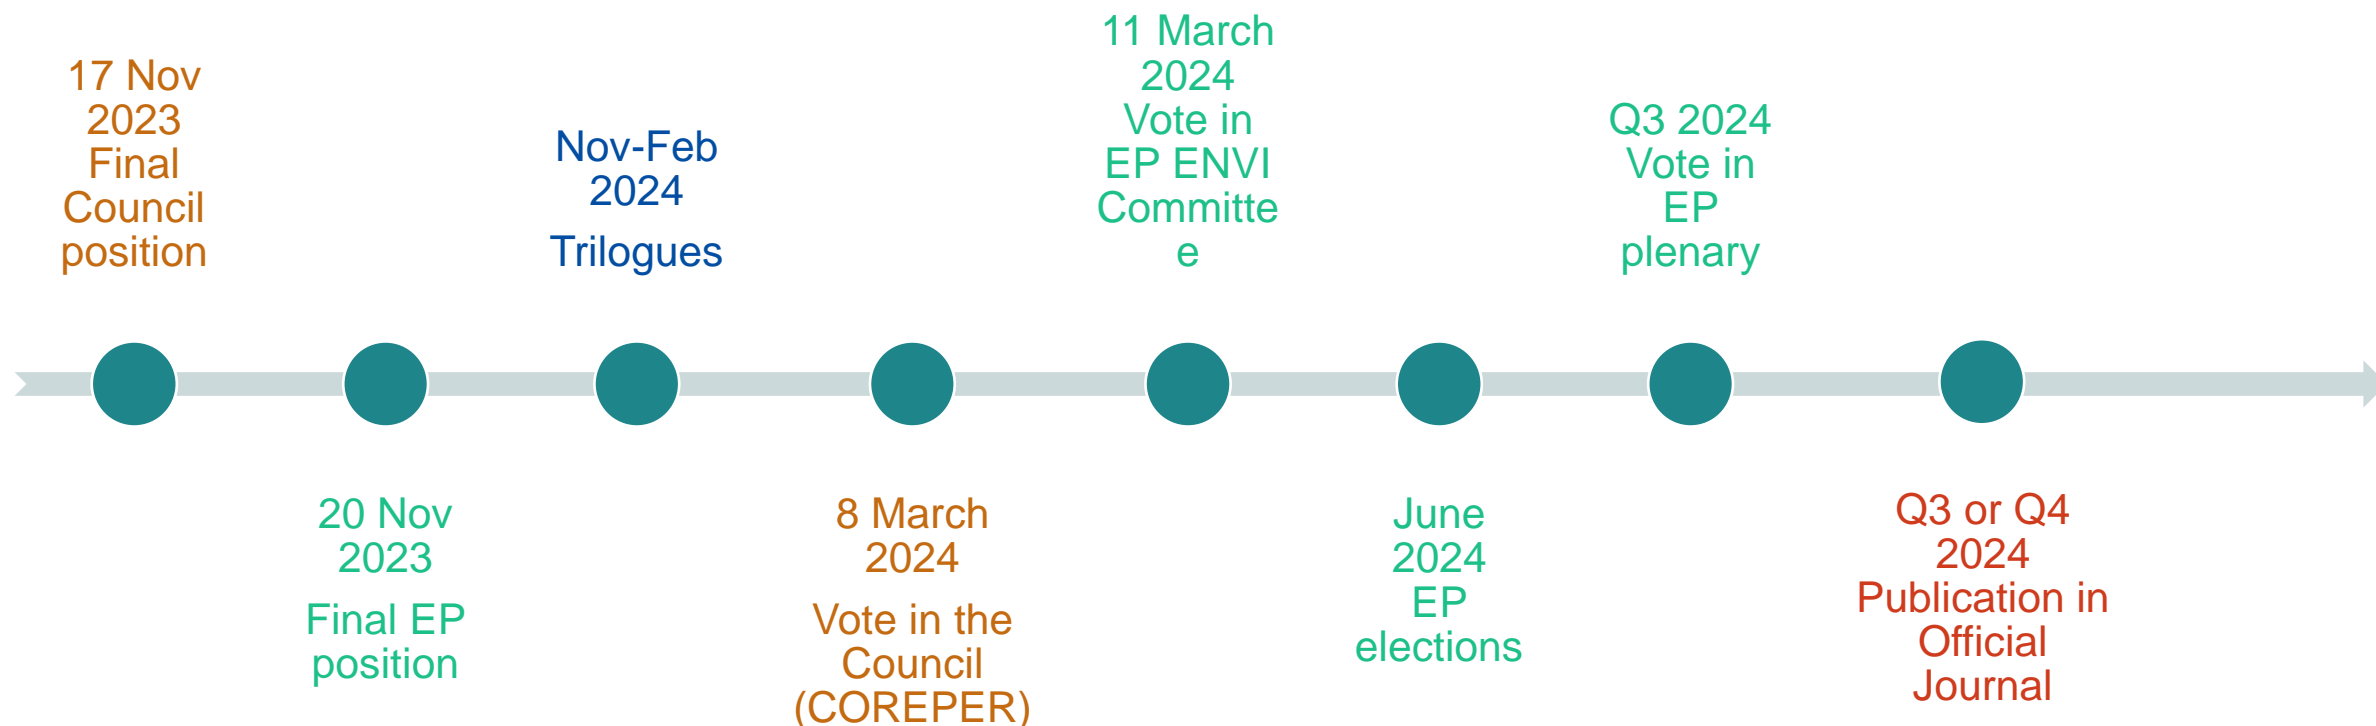 17 Nov
2023
Final
Council
position
20 Nov
2023
Final EP
position
Nov-Feb
2024
Trilogues
8 March
2024
Vote in the
Council
(COREPER)
11 March
2024
Vote in
EP ENVI
Committe
e
June
2024
EP
elections
Q3 2024
Vote in
EP
plenary
Q3 or Q4
2024
Publication in
Official
Journal